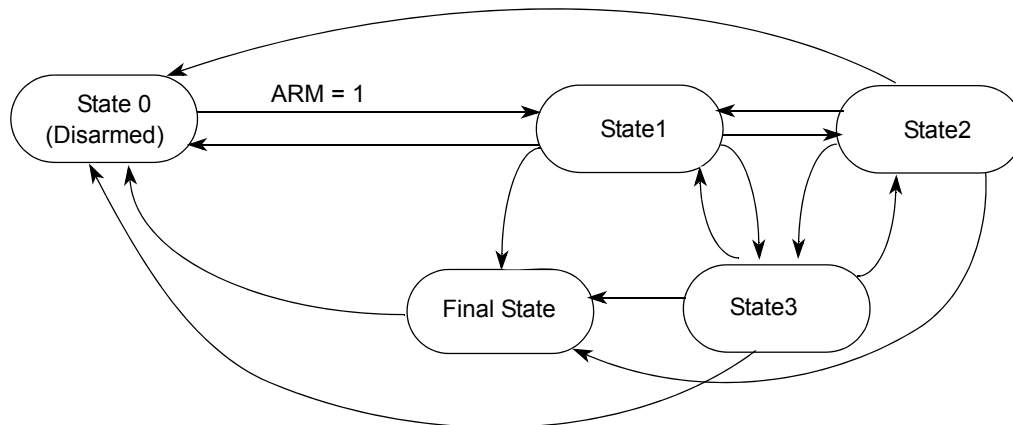 State 0
(Disarmed)
ARM = 1
State1
State2
Final State
State3